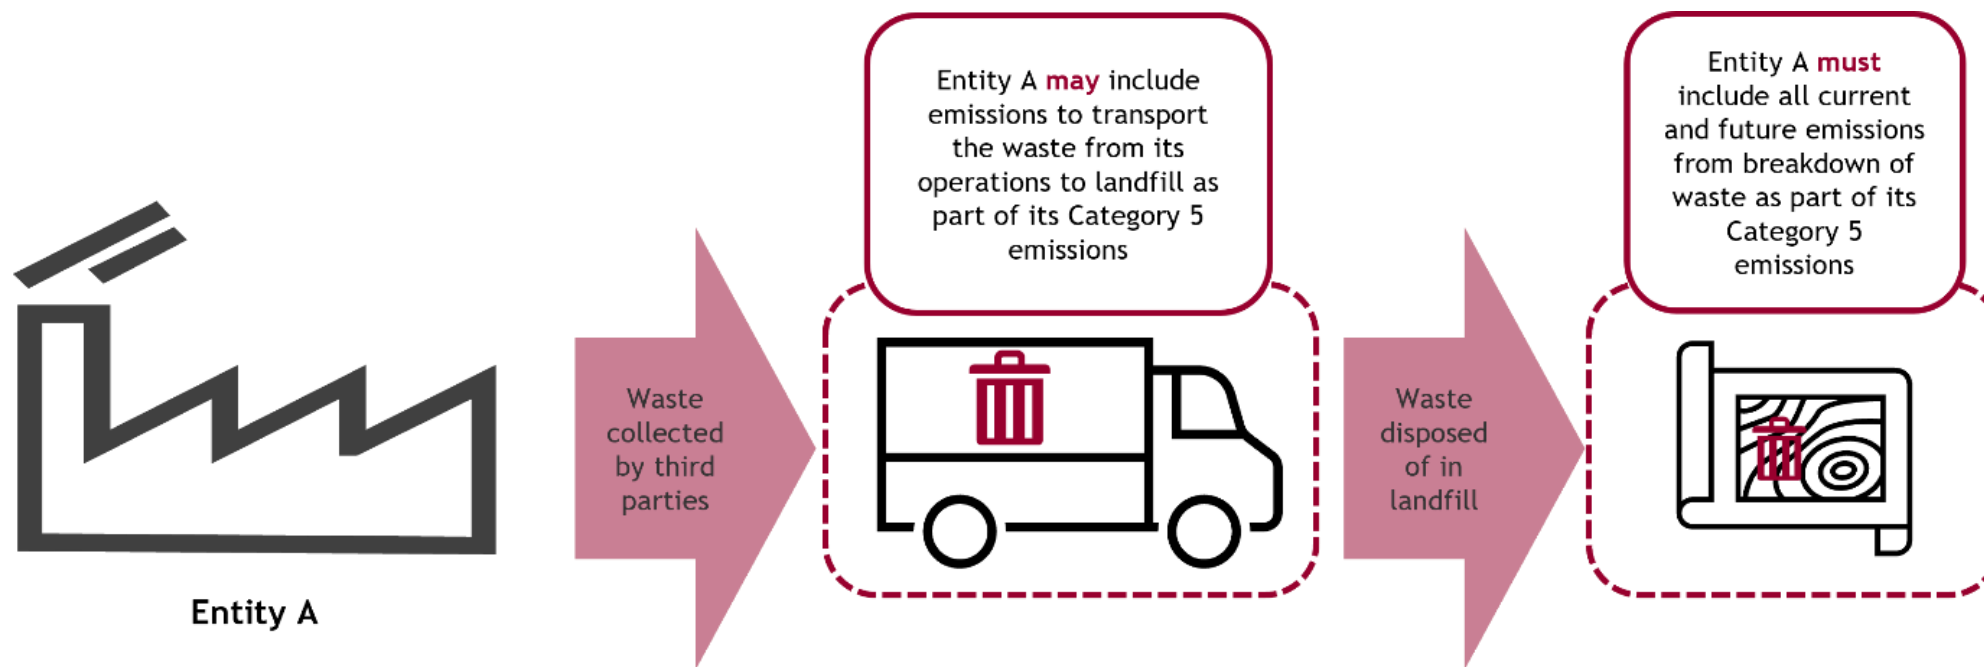 Entity A
Waste
collected
by third
parties
Entity A may include
emissions to transport
the waste from its
operations to landfill as
part of its Category 5
emissions
Waste
disposed
of in
landfill
Entity A must
include all current
and future emissions
from breakdown of
waste as part of its
Category 5
emissions